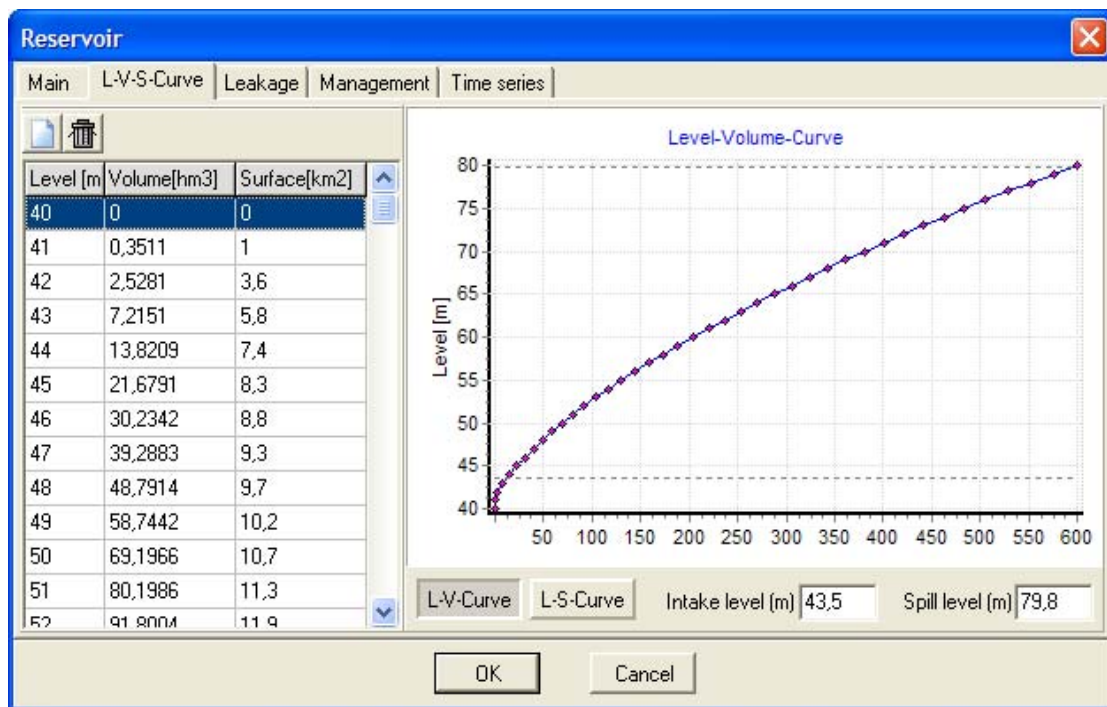 Reservoir
Main L-V-S-Curve Leakage Management Time series
Level [m Volume[hm3] Surface[km2]
40 0 0
41 0,3511 1
42 2,5281 3,6
43 7,2151 5,8
44 13,8209 7,4
45 21,6791 8,3
46 30,2342 8,8
47 39,2883 9,3
48 48,7914 9,7
49 58,7442 10,2
50 69,1966 10,7
51 80,1986 11,3
52 91,8004 11,9
Level-Volume-Curve
Level [m]
80
75
70
65
60
55
50
45
40
50 100 150 200 250 300 350 400 450 500 550 600
L-V-Curve L-S-Curve Intake level (m) 43,5 Spill level (m) 79,8
OK Cancel